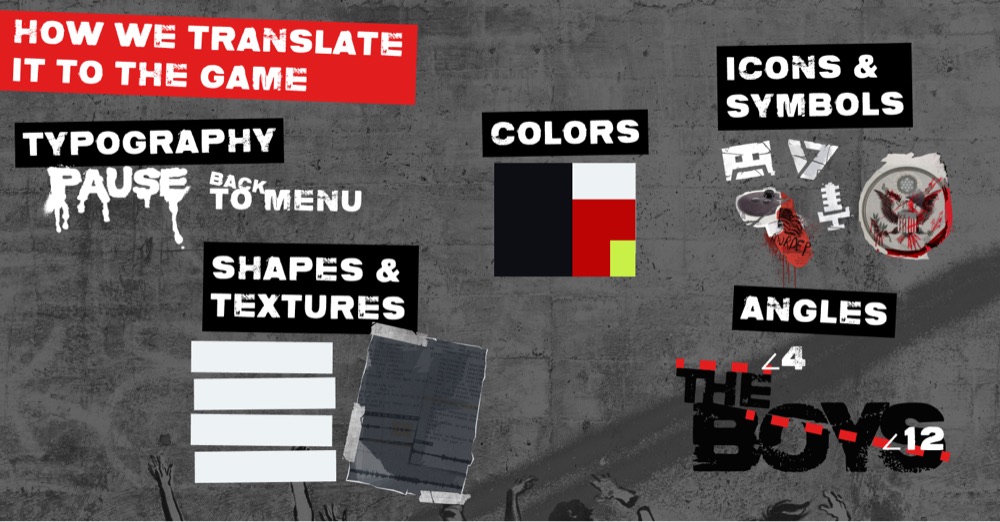 HOW WE TRANSLATE
IT TO THE GAME
TYPOGRAPHY
PAUSE
BACK
TO MENU
SHAPES &
TEXTURES
COLORS
ICONS &
SYMBOLS
MURDER
ANGLES
∠4
THE
BOYS
∠12